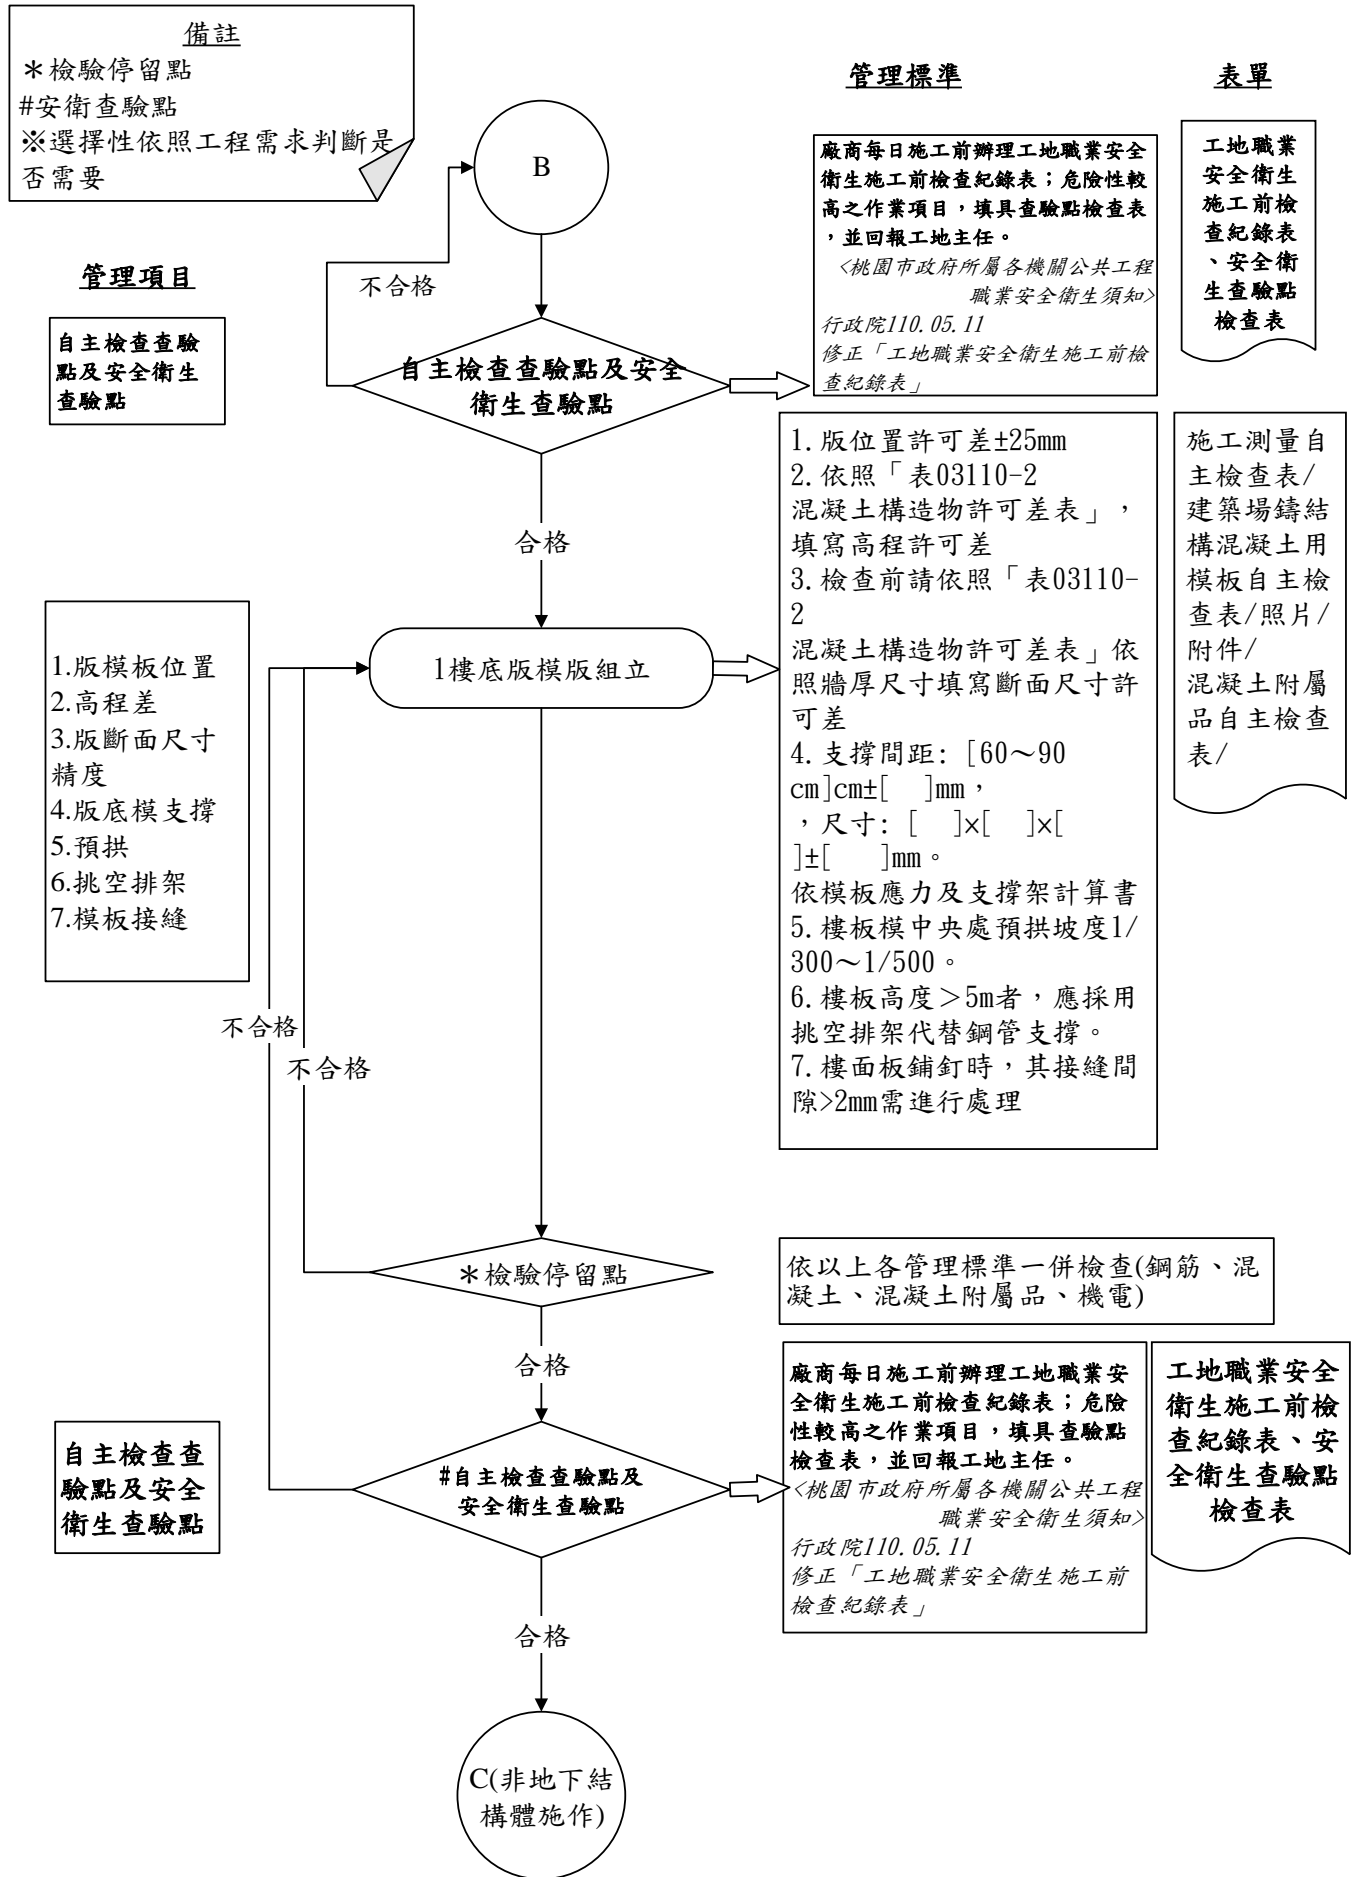 備註
＊檢驗停留點
#安衛查驗點
※選擇性依照工程需求判斷是
否需要
管理標準
表單
管理項目
B
不合格
自主檢查查驗
點及安全衛生
查驗點
自主檢查查驗點及安全
衛生查驗點
廠商每日施工前辦理工地職業安全
衛生施工前檢查紀錄表；危險性較
高之作業項目，填具查驗點檢查表
，並回報工地主任。
<桃園市政府所屬各機關公共工程
職業安全衛生須知>
行政院110.05.11
修正「工地職業安全衛生施工前檢
查紀錄表」
工地職業
安全衛生
施工前檢
查紀錄表
、安全衛
生查驗點
檢查表
合格
1.版模板位置
2.高程差
3.版斷面尺寸
精度
4.版底模支撐
5.預拱
6.挑空排架
7.模板接縫
1樓底版模版組立
1.版位置許可差±25mm
2.依照「表03110-2
混凝土構造物許可差表」，
填寫高程許可差
3.檢查前請依照「表03110-
2
混凝土構造物許可差表」依
照牆厚尺寸填寫斷面尺寸許
可差
4.支撐間距: [60～90
cm]cm±[  ]mm，
，尺寸: [  ]×[  ]×[
]±[  ]mm。
依模板應力及支撐架計算書
5.樓板模中央處預拱坡度1/
300～1/500。
6.樓板高度＞5m者，應採用
挑空排架代替鋼管支撐。
7.樓面板鋪釘時，其接縫間
隙>2mm需進行處理
施工測量自
主檢查表/
建築場鑄結
構混凝土用
模板自主檢
查表/照片/
附件/
混凝土附屬
品自主檢查
表/
不合格
不合格
＊檢驗停留點
依以上各管理標準一併檢查(鋼筋、混
凝土、混凝土附屬品、機電)
合格
自主檢查查
驗點及安全
衛生查驗點
#自主檢查查驗點及
安全衛生查驗點
廠商每日施工前辦理工地職業安
全衛生施工前檢查紀錄表；危險
性較高之作業項目，填具查驗點
檢查表，並回報工地主任。
<桃園市政府所屬各機關公共工程
職業安全衛生須知>
行政院110.05.11
修正「工地職業安全衛生施工前
檢查紀錄表」
工地職業安全
衛生施工前檢
查紀錄表、安
全衛生查驗點
檢查表
合格
C(非地下結
構體施作)